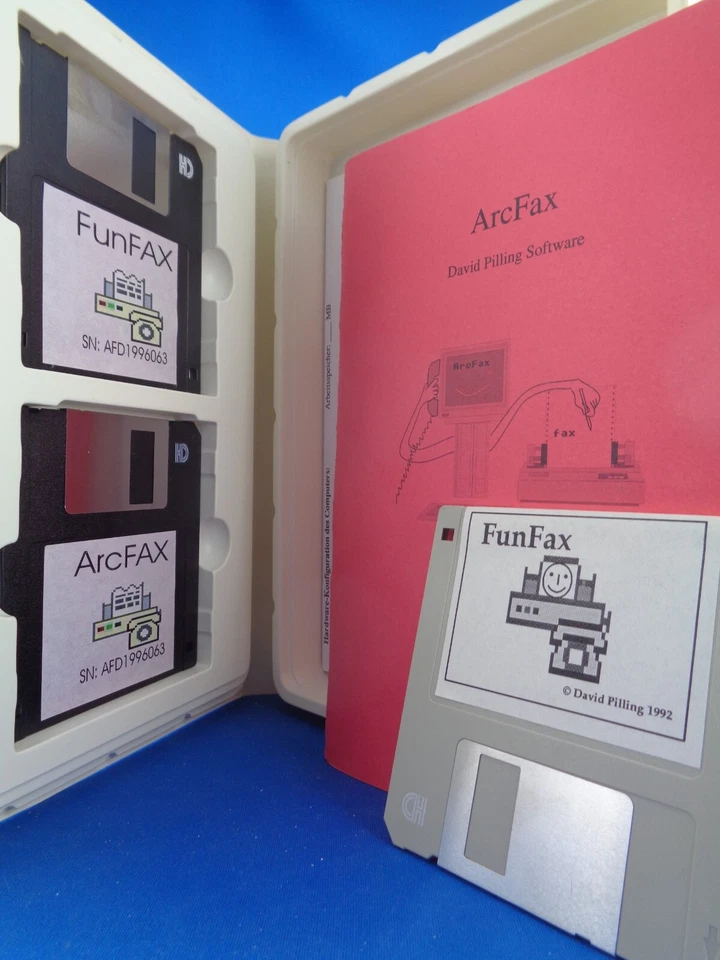 HD
FunFAX
SN: AFD1996063
HD
ArcFAX
SN: AFD1996063
Hardware-Konfiguration des Computers:
Arbeitsspeicher: ____ MB
ArcFax
David Pilling Software
ArcFax
fax
FunFax
© David Pilling 1992